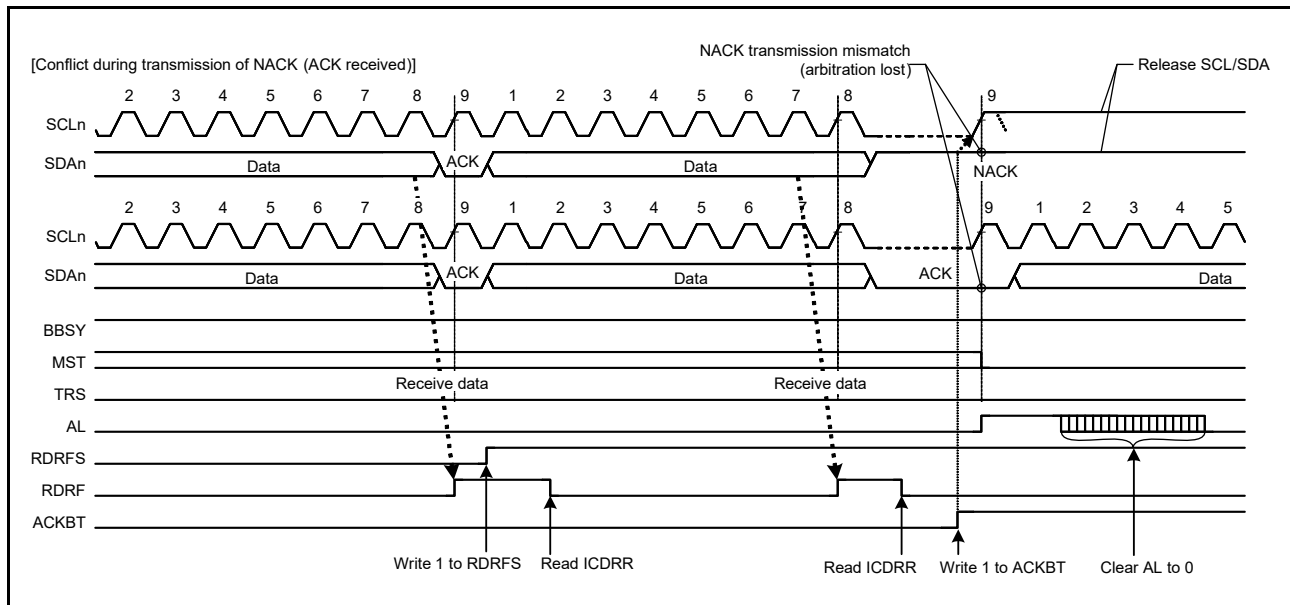 [Conflict during transmission of NACK (ACK received)]
NACK transmission mismatch
(arbitration lost)
Release SCL/SDA
2 3 4 5 6 7 8 9 1 2 3 4 5 6 7 8 9
SCLn
SDAn
Data ACK Data NACK
2 3 4 5 6 7 8 9 1 2 3 4 5 6 7 8 9 1 2 3 4 5
SCLn
SDAn
Data ACK Data ACK Data
BBSY
MST
Receive data Receive data
TRS
AL
RDRFS
RDRF
ACKBT
Write 1 to RDRFS Read ICDRR Read ICDRR Write 1 to ACKBT Clear AL to 0